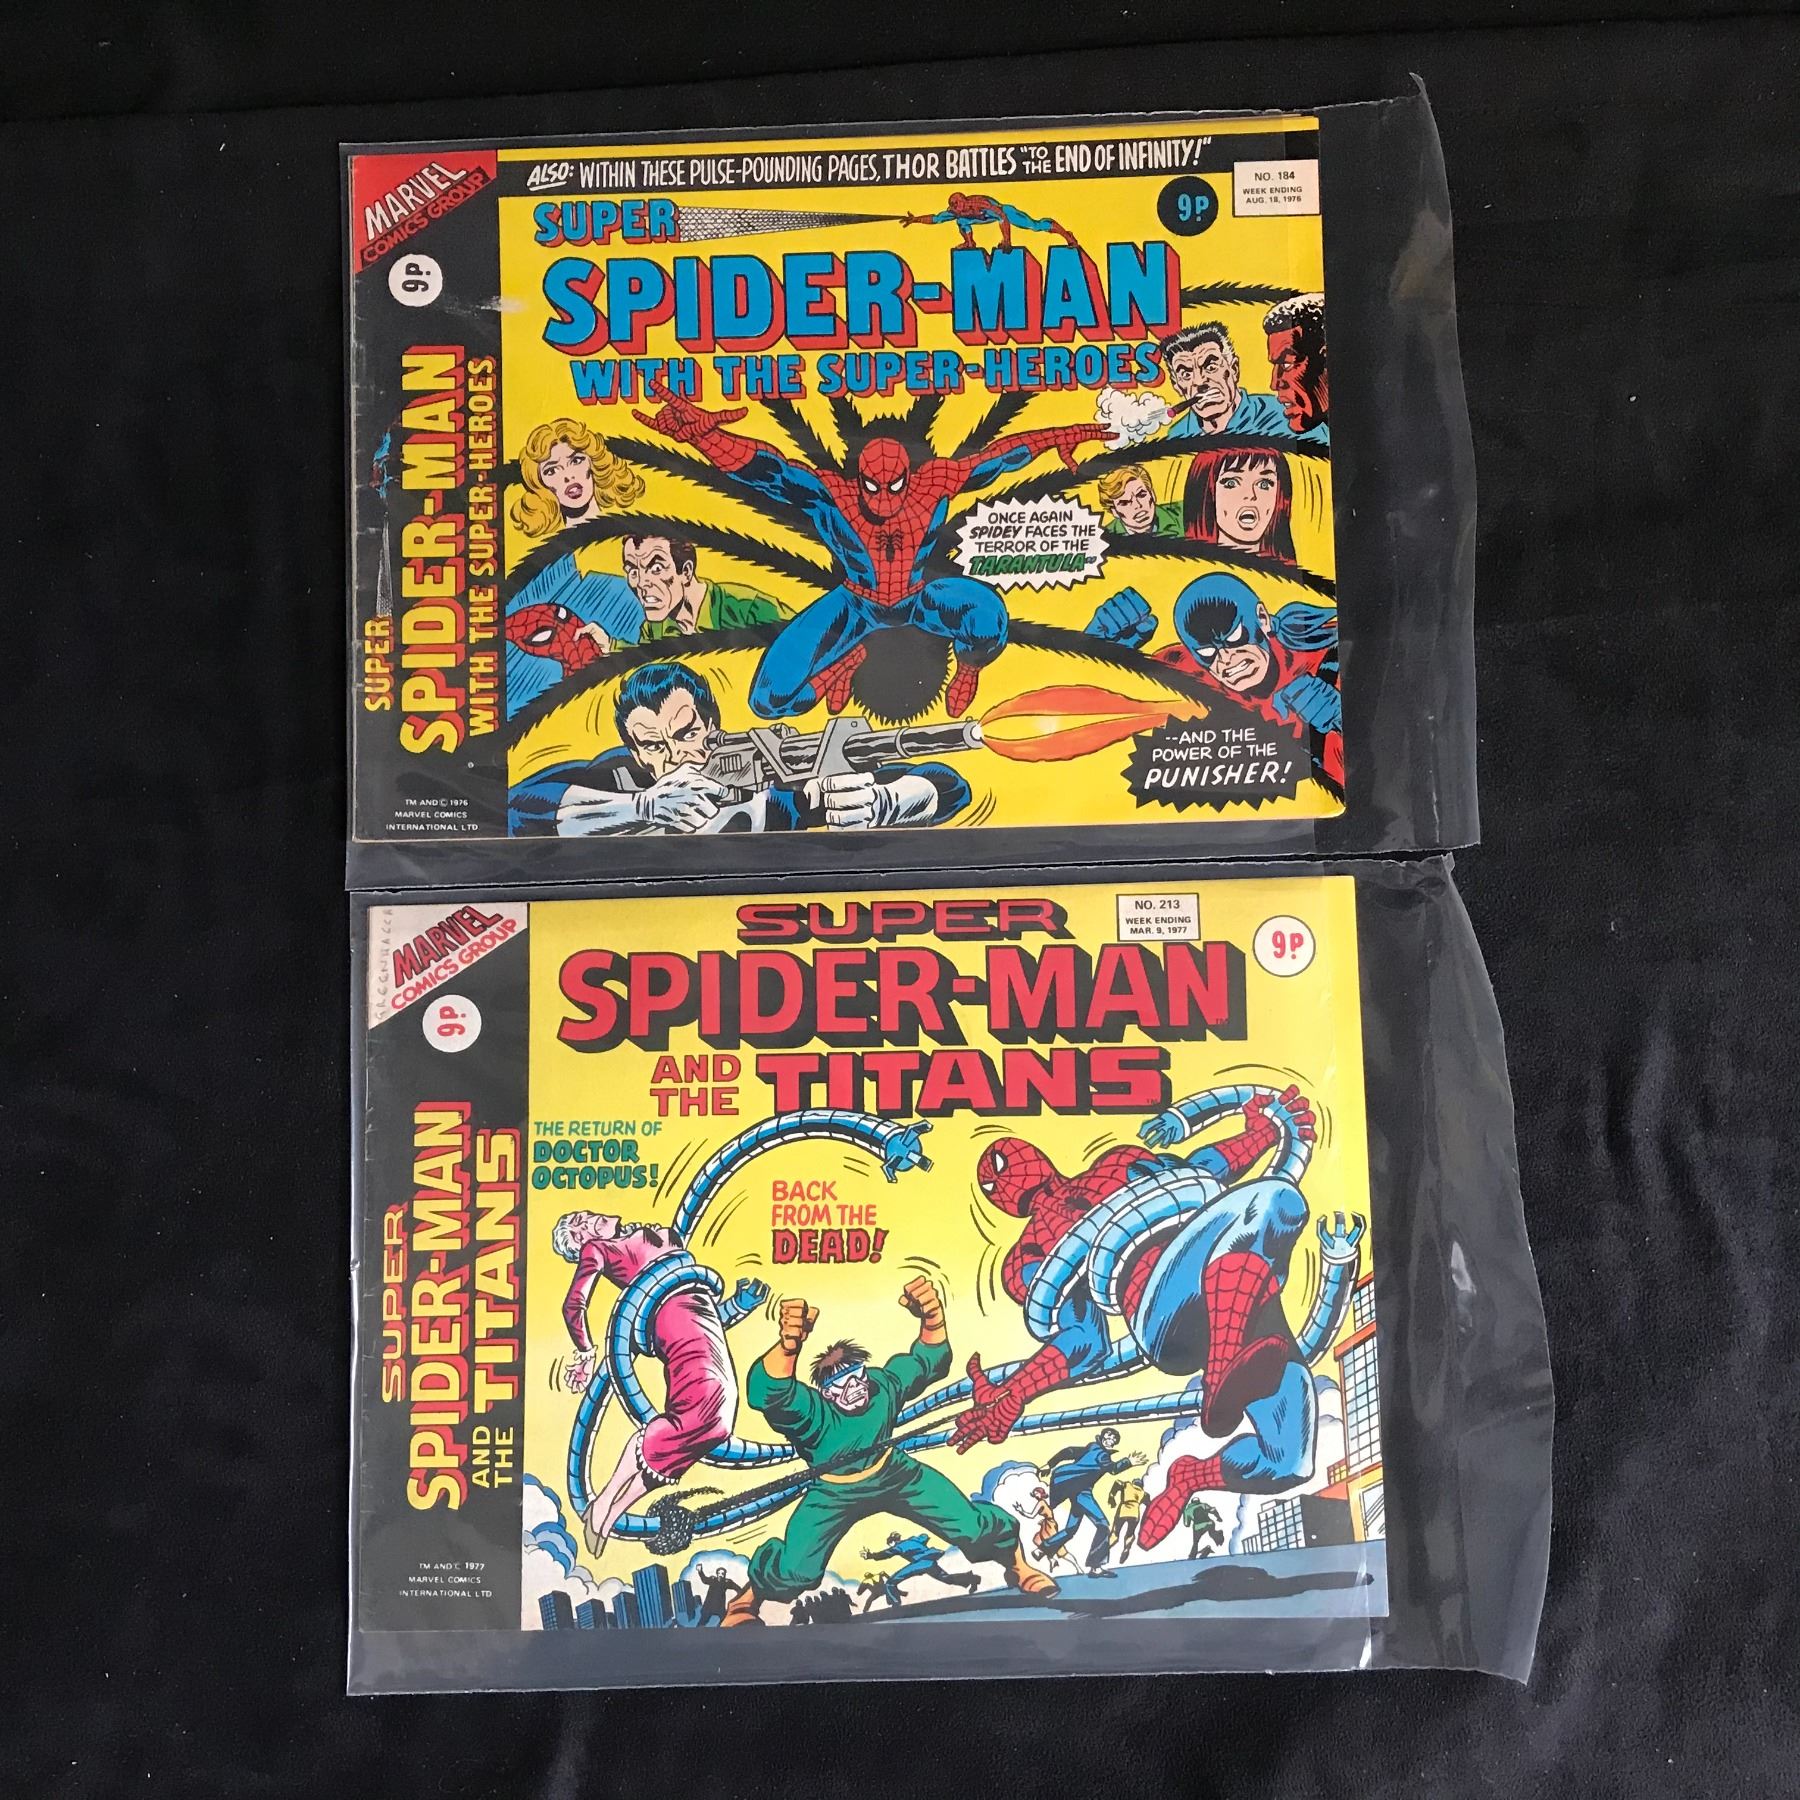 MARVEL
COMICS GROUP
9P
SUPER
SPIDER-MAN
WITH THE SUPER-HEROES
TM AND © 1976
MARVEL COMICS
INTERNATIONAL LTD
ALSO: WITHIN THESE PULSE-POUNDING PAGES, THOR BATTLES "TO THE END OF INFINITY!"
NO. 184
WEEK ENDING
AUG. 18, 1976
9P
SUPER
SPIDER-MAN
WITH THE SUPER-HEROES
ONCE AGAIN
SPIDEY FACES THE
TERROR OF THE
TARANTULA--
--AND THE
POWER OF THE
PUNISHER!
MARVEL
COMICS GROUP
9P
SUPER
SPIDER-MAN
AND THE
TITANS
TM AND © 1977
MARVEL COMICS
INTERNATIONAL LTD
SUPER
NO. 213
WEEK ENDING
MAR. 9, 1977
9P
SPIDER-MAN
AND THE TITANS
THE RETURN OF
DOCTOR
OCTOPUS!
BACK
FROM THE
DEAD!